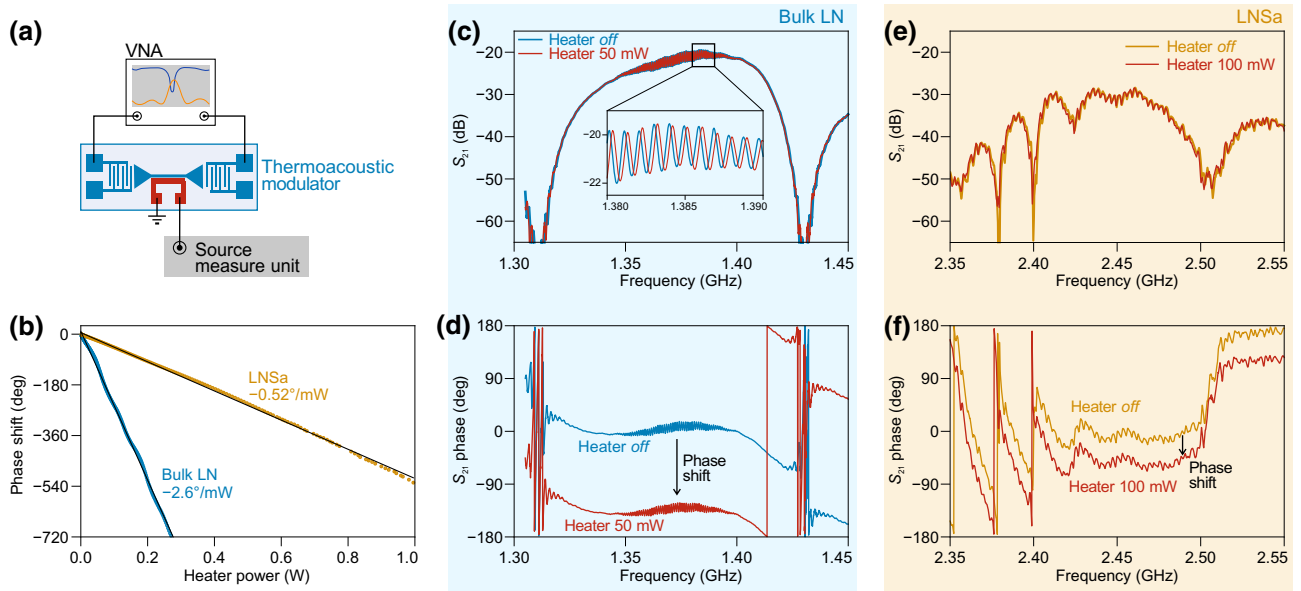 (a)
VNA
Thermoacoustic
modulator
Source
measure unit
(b)
0
−180
−360
−540
−720
Phase shift (deg)
LNSa
−0.52°/mW
Bulk LN
−2.6°/mW
0.0
0.2
0.4
0.6
0.8
1.0
Heater power (W)
Bulk LN
(c)
Heater off
Heater 50 mW
−20
−30
−40
−50
−60
S21 (dB)
−20
−22
1.380
1.385
1.390
1.30
1.35
1.40
1.45
Frequency (GHz)
(d)
180
90
0
−90
−180
S21 phase (deg)
Heater off
Phase
shift
Heater 50 mW
1.30
1.35
1.40
1.45
Frequency (GHz)
LNSa
(e)
Heater off
Heater 100 mW
−20
−30
−40
−50
−60
S21 (dB)
2.35
2.40
2.45
2.50
2.55
Frequency (GHz)
(f)
180
90
0
−90
−180
S21 phase (deg)
Heater off
Phase
shift
Heater 100 mW
2.35
2.40
2.45
2.50
2.55
Frequency (GHz)